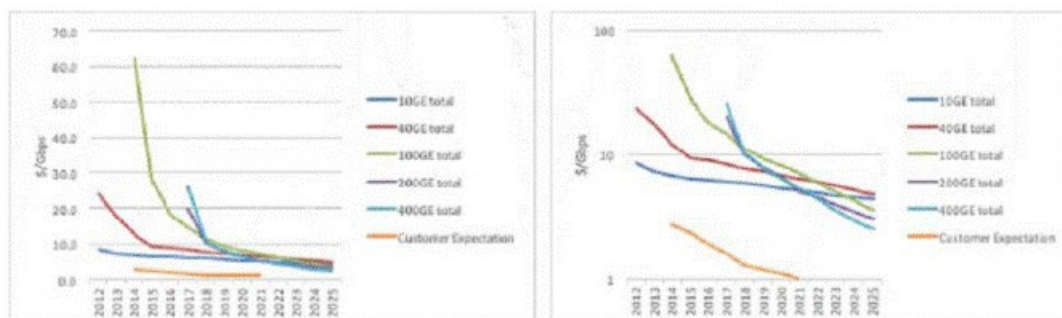 70.0
60.0
50.0
40.0
30.0
20.0
10.0
0.0
$/Gbps
2012 2013 2014 2015 2016 2017 2018 2019 2020 2021 2022 2023 2024 2025
10GE total
40GE total
100GE total
200GE total
400GE total
Customer Expectation
100
10
1
$/Gbps
2012 2013 2014 2015 2016 2017 2018 2019 2020 2021 2022 2023 2024 2025
10GE total
40GE total
100GE total
200GE total
400GE total
Customer Expectation